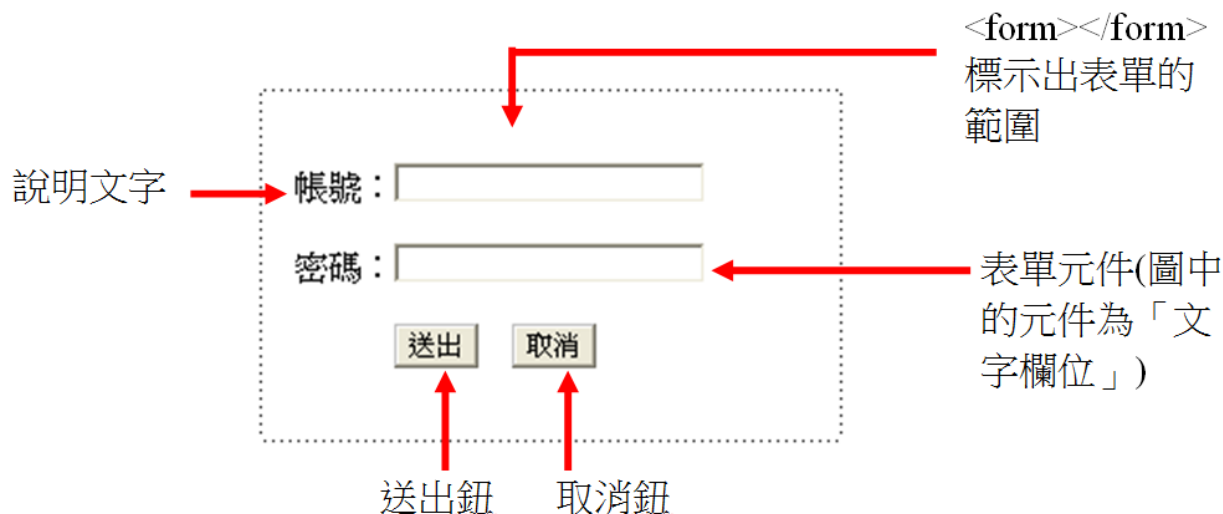 <form></form>
標示出表單的
範圍
說明文字
帳號：
密碼：
表單元件(圖中
的元件為「文
字欄位」)
送出 取消
送出鈕 取消鈕